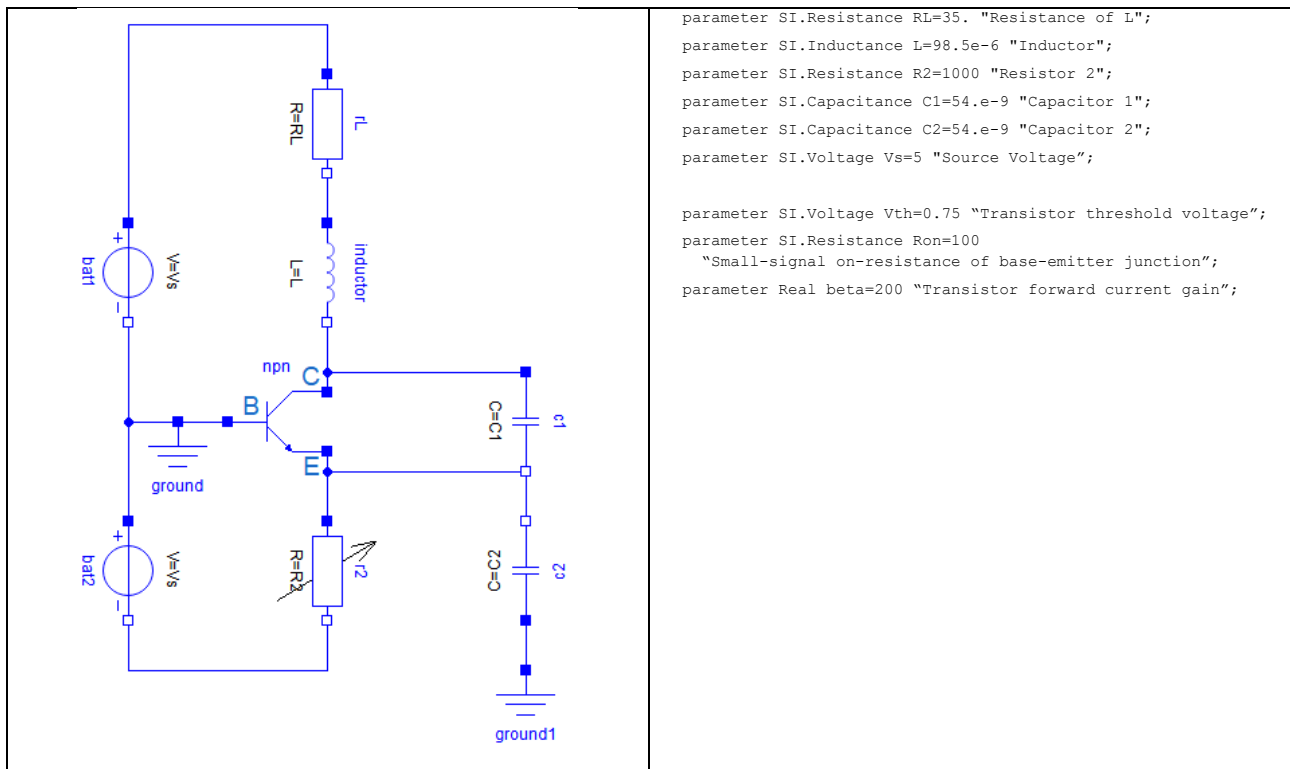 rL
R=RL
inductor
L=L
+
bat1
V=Vs
–
npn
C
B
E
ground
c1
C=C1
+
bat2
V=Vs
–
r2
R=R2
c2
C=C2
ground1
parameter SI.Resistance RL=35. "Resistance of L";
parameter SI.Inductance L=98.5e-6 "Inductor";
parameter SI.Resistance R2=1000 "Resistor 2";
parameter SI.Capacitance C1=54.e-9 "Capacitor 1";
parameter SI.Capacitance C2=54.e-9 "Capacitor 2";
parameter SI.Voltage Vs=5 "Source Voltage”;
parameter SI.Voltage Vth=0.75 “Transistor threshold voltage”;
parameter SI.Resistance Ron=100
“Small-signal on-resistance of base-emitter junction”;
parameter Real beta=200 “Transistor forward current gain”;